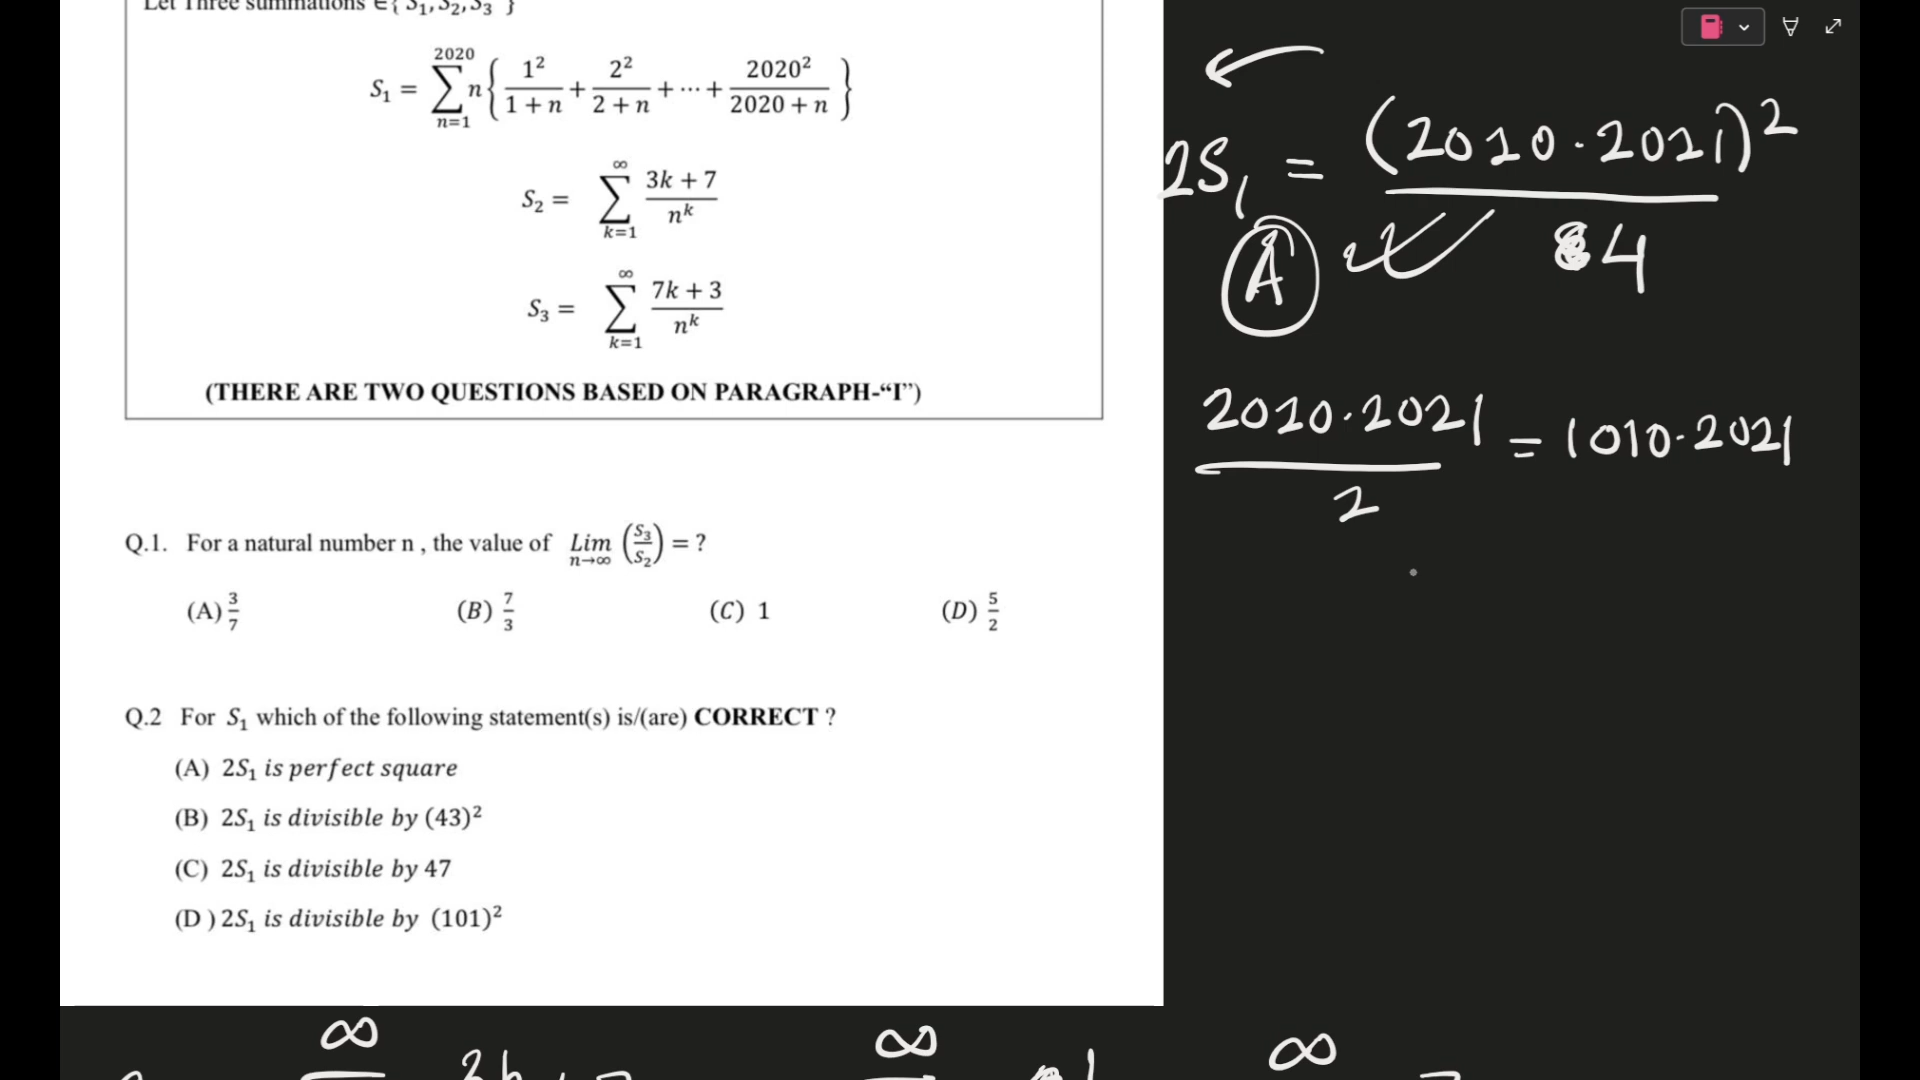 Let Three summations ∈{ S₁, S₂, S₃ }
S₁ = ∑_{n=1}^{2020} n { 1²/(1 + n) + 2²/(2 + n) + ⋯ + 2020²/(2020 + n) }
S₂ = ∑_{k=1}^{∞} (3k + 7)/n^k
S₃ = ∑_{k=1}^{∞} (7k + 3)/n^k
(THERE ARE TWO QUESTIONS BASED ON PARAGRAPH-“I”)
Q.1. For a natural number n , the value of Lim_{n→∞} (S₃/S₂) = ?
(A) 3/7 (B) 7/3 (C) 1 (D) 5/2
Q.2 For S₁ which of the following statement(s) is/(are) CORRECT ?
(A) 2S₁ is perfect square
(B) 2S₁ is divisible by (43)²
(C) 2S₁ is divisible by 47
(D ) 2S₁ is divisible by (101)²
2S₁ = (2010·2021)²/4
A
2010·2021/2 = 1010·2021
∞ ∞ ∞